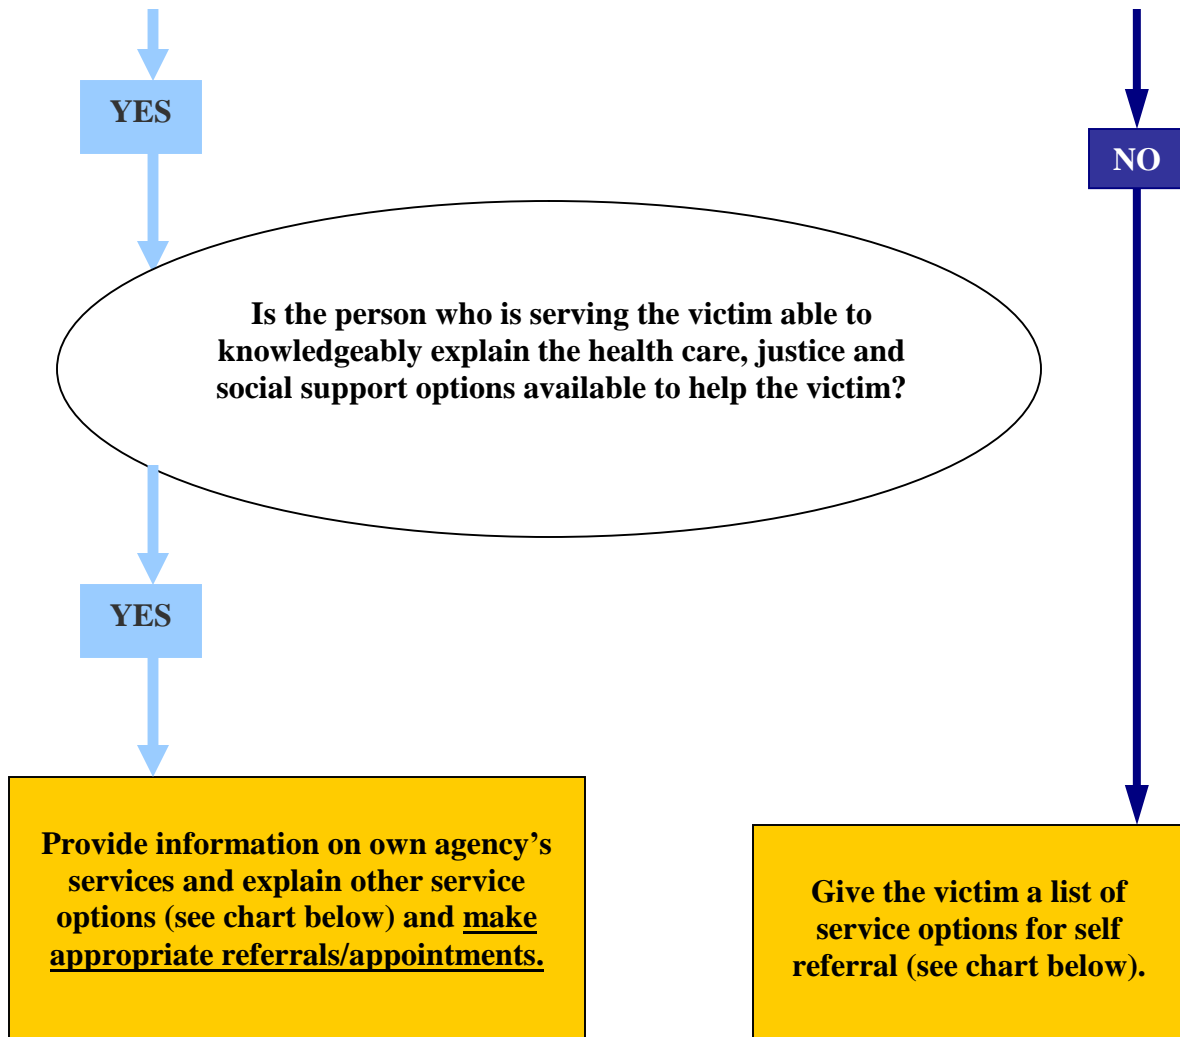 YES
NO
Is the person who is serving the victim able to
knowledgeably explain the health care, justice and
social support options available to help the victim?
YES
Provide information on own agency’s
services and explain other service
options (see chart below) and make
appropriate referrals/appointments.
Give the victim a list of
service options for self
referral (see chart below).